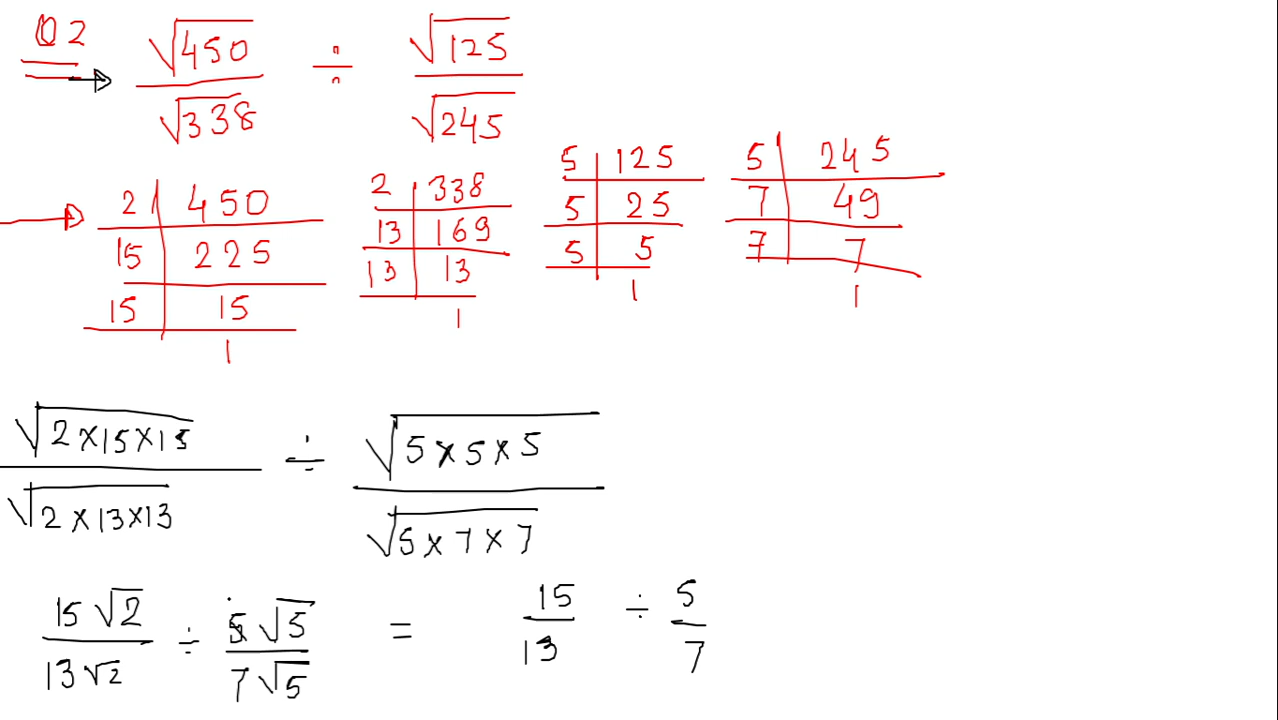 Q2
√450 / √338 ÷ √125 / √245
2 | 450
15 | 225
15 | 15
1
2 | 338
13 | 169
13 | 13
1
5 | 125
5 | 25
5 | 5
1
5 | 245
7 | 49
7 | 7
1
√2×15×15 / √2×13×13 ÷ √5×5×5 / √5×7×7
15√2 / 13√2 ÷ 5√5 / 7√5 = 15 / 13 ÷ 5 / 7